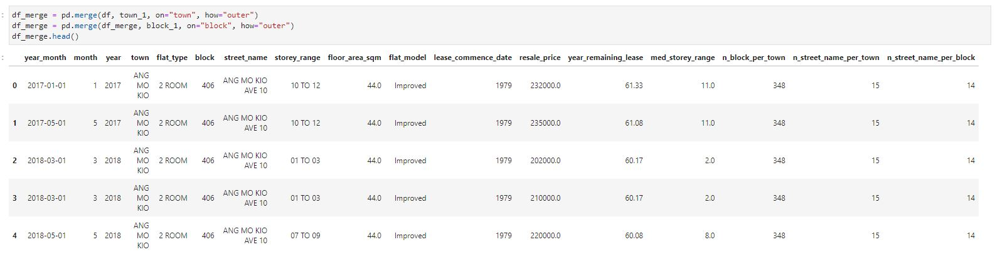 :
df_merge = pd.merge(df, town_1, on="town", how="outer")
df_merge = pd.merge(df_merge, block_1, on="block", how="outer")
df_merge.head()
:
year_month month year town flat_type block street_name storey_range floor_area_sqm flat_model lease_commence_date resale_price year_remaining_lease med_storey_range n_block_per_town n_street_name_per_town n_street_name_per_block
0 2017-01-01 1 2017 ANG MO KIO 2 ROOM 406 ANG MO KIO AVE 10 10 TO 12 44.0 Improved 1979 232000.0 61.33 11.0 348 15 14
1 2017-05-01 5 2017 ANG MO KIO 2 ROOM 406 ANG MO KIO AVE 10 10 TO 12 44.0 Improved 1979 235000.0 61.08 11.0 348 15 14
2 2018-03-01 3 2018 ANG MO KIO 2 ROOM 406 ANG MO KIO AVE 10 01 TO 03 44.0 Improved 1979 202000.0 60.17 2.0 348 15 14
3 2018-03-01 3 2018 ANG MO KIO 2 ROOM 406 ANG MO KIO AVE 10 01 TO 03 44.0 Improved 1979 210000.0 60.17 2.0 348 15 14
4 2018-05-01 5 2018 ANG MO KIO 2 ROOM 406 ANG MO KIO AVE 10 07 TO 09 44.0 Improved 1979 220000.0 60.08 8.0 348 15 14